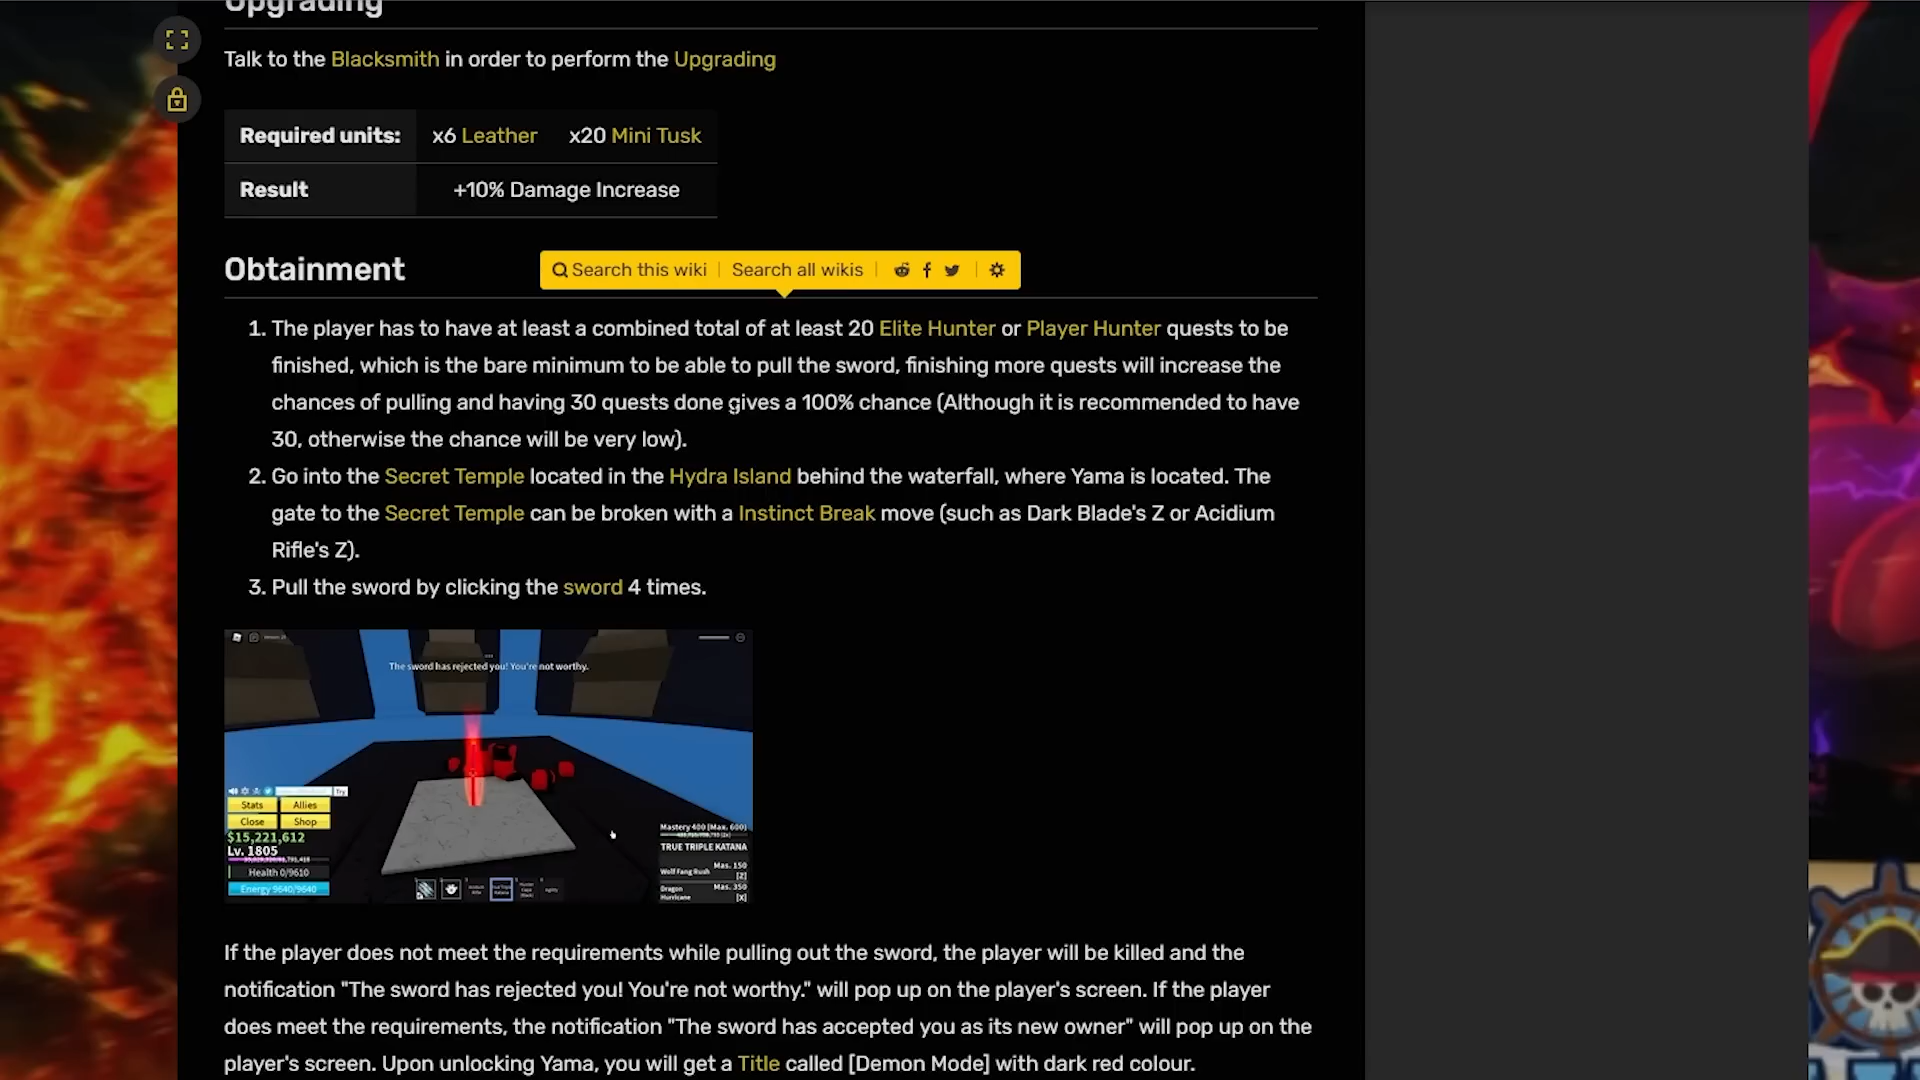 Upgrading
Talk to the Blacksmith in order to perform the Upgrading
Required units: x6 Leather x20 Mini Tusk
Result +10% Damage Increase
Obtainment
Search this wiki Search all wikis
1. The player has to have at least a combined total of at least 20 Elite Hunter or Player Hunter quests to be
finished, which is the bare minimum to be able to pull the sword, finishing more quests will increase the
chances of pulling and having 30 quests done gives a 100% chance (Although it is recommended to have
30, otherwise the chance will be very low).
2. Go into the Secret Temple located in the Hydra Island behind the waterfall, where Yama is located. The
gate to the Secret Temple can be broken with a Instinct Break move (such as Dark Blade's Z or Acidium
Rifle's Z).
3. Pull the sword by clicking the sword 4 times.
The sword has rejected you! You're not worthy.
Try
Stats Allies
Close Shop
$15,221,612
Lv. 1805
Health 0/9610
Energy 9640/9640
Mastery 400 [Max. 600]
TRUE TRIPLE KATANA
Mas. 150
Wolf Fang Rush [Z]
Mas. 350
Dragon
Hurricane [X]
If the player does not meet the requirements while pulling out the sword, the player will be killed and the
notification "The sword has rejected you! You're not worthy." will pop up on the player's screen. If the player
does meet the requirements, the notification "The sword has accepted you as its new owner" will pop up on the
player's screen. Upon unlocking Yama, you will get a Title called [Demon Mode] with dark red colour.